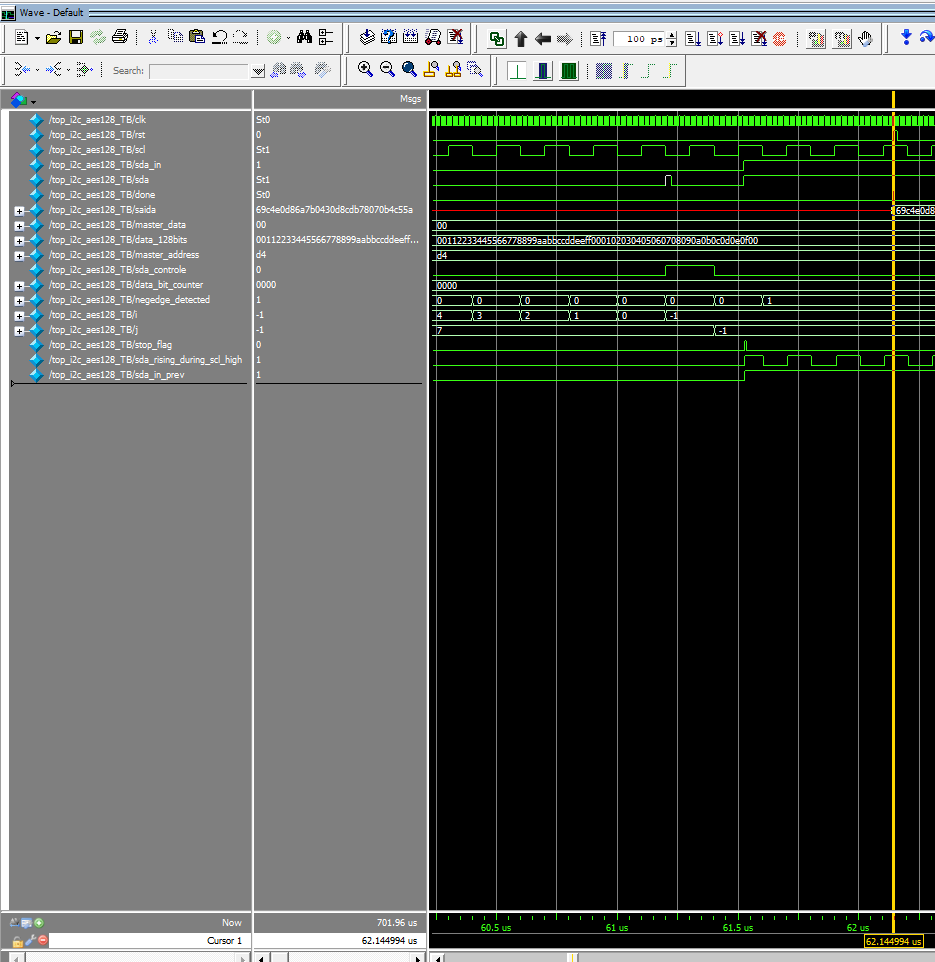 Wave - Default
100 ps
Search:
Msgs
/top_i2c_aes128_TB/clk St0
/top_i2c_aes128_TB/rst 0
/top_i2c_aes128_TB/scl St1
/top_i2c_aes128_TB/sda_in 1
/top_i2c_aes128_TB/sda St1
/top_i2c_aes128_TB/done St0
/top_i2c_aes128_TB/saida 69c4e0d86a7b0430d8cdb78070b4c55a 69c4e0d8
/top_i2c_aes128_TB/master_data 00 00
/top_i2c_aes128_TB/data_128bits 00112233445566778899aabbccddeeff... 00112233445566778899aabbccddeeff000102030405060708090a0b0c0d0e0f00
/top_i2c_aes128_TB/master_address d4 d4
/top_i2c_aes128_TB/sda_controle 0
/top_i2c_aes128_TB/data_bit_counter 0000 0000
/top_i2c_aes128_TB/negedge_detected 1 0 0 0 0 0 0 0 1
/top_i2c_aes128_TB/i -1 4 3 2 1 0 -1
/top_i2c_aes128_TB/j -1 7 -1
/top_i2c_aes128_TB/stop_flag 0
/top_i2c_aes128_TB/sda_rising_during_scl_high 1
/top_i2c_aes128_TB/sda_in_prev 1
Now 701.96 us 60.5 us 61 us 61.5 us 62 us
Cursor 1 62.144994 us 62.144994 us